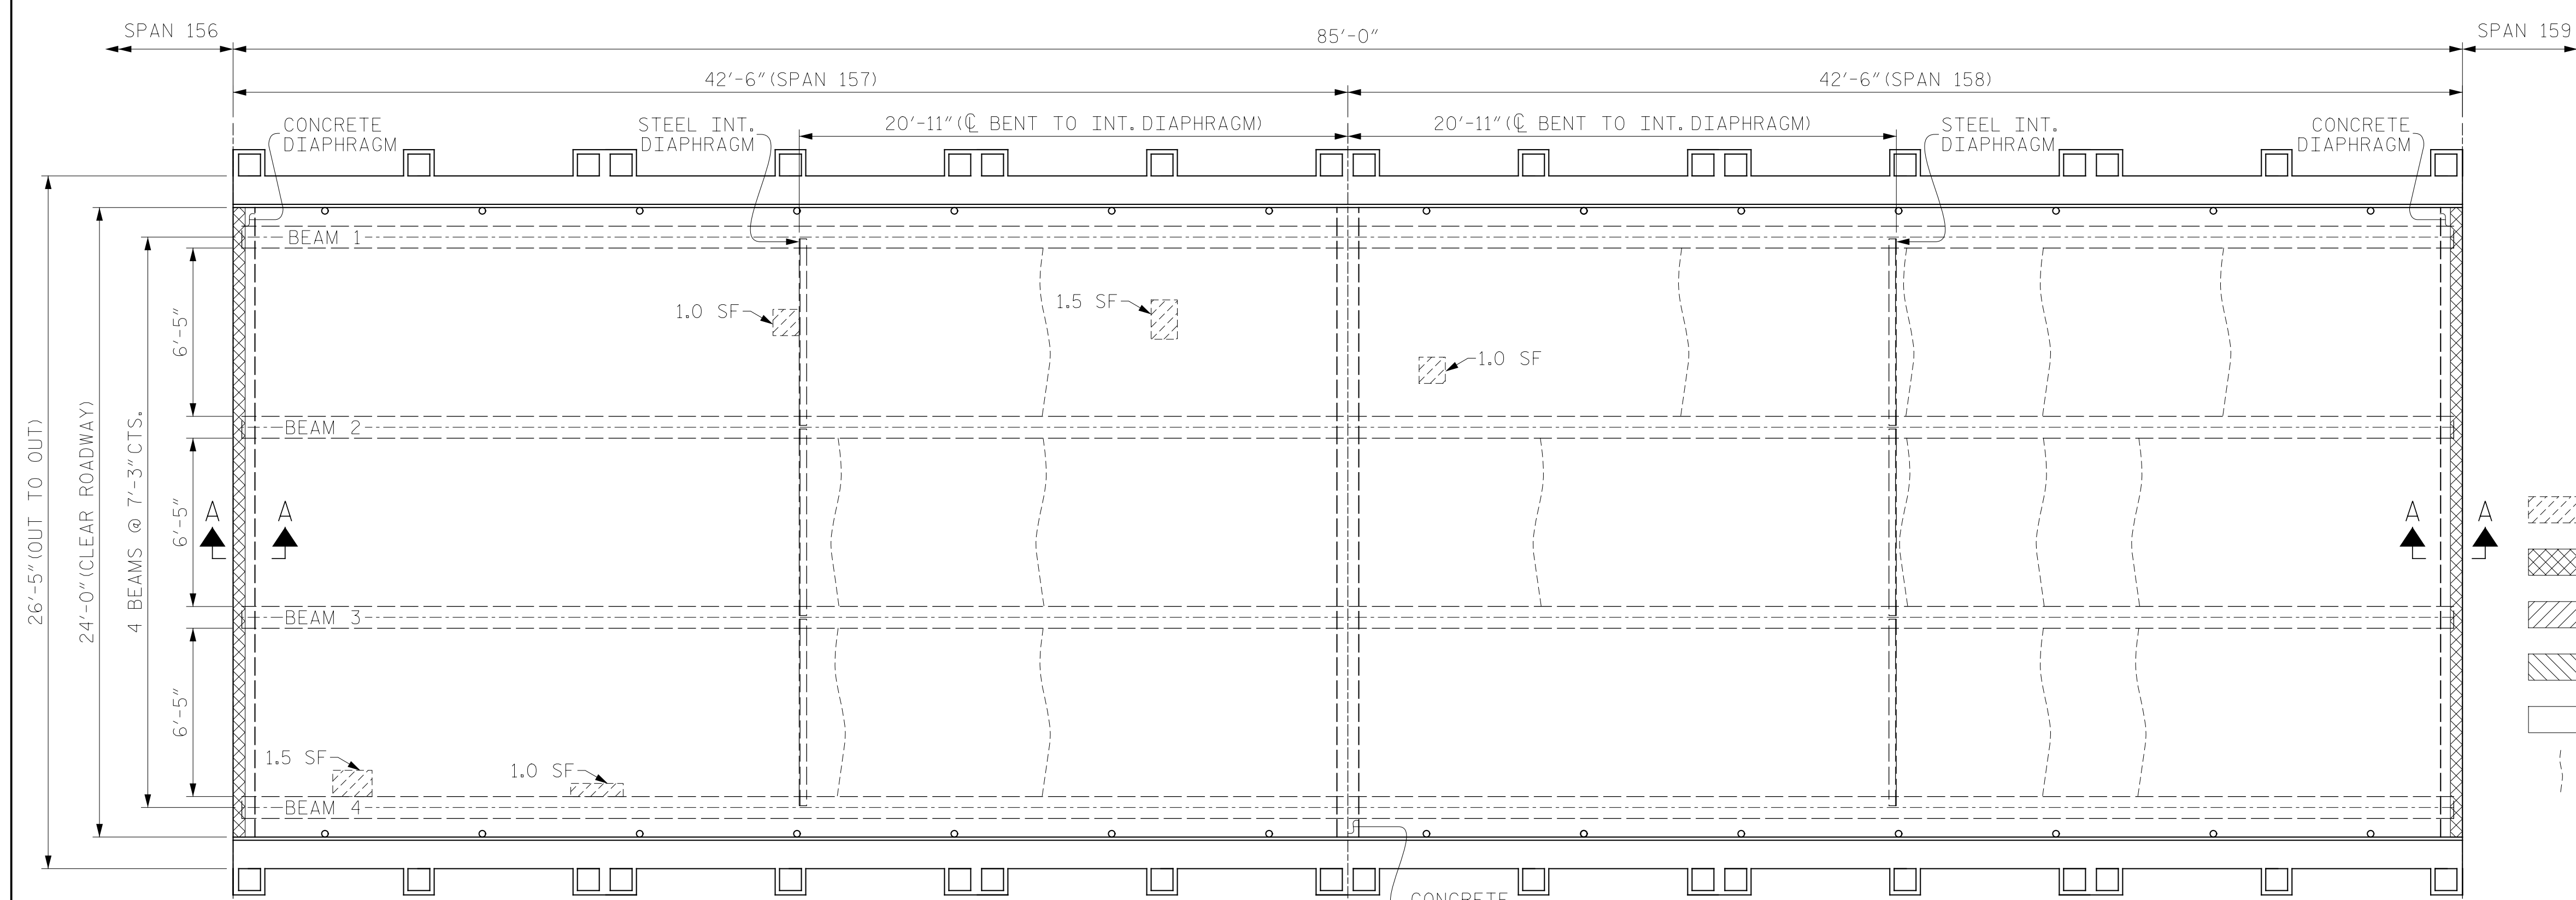 SPAN 156
85'-0"
SPAN 159
42'-6" (SPAN 157)
42'-6" (SPAN 158)
CONCRETE
DIAPHRAGM
STEEL INT.
DIAPHRAGM
20'-11" (℄ BENT TO INT. DIAPHRAGM)
20'-11" (℄ BENT TO INT. DIAPHRAGM)
STEEL INT.
DIAPHRAGM
CONCRETE
DIAPHRAGM
26'-5" (OUT TO OUT)
24'-0" (CLEAR ROADWAY)
4 BEAMS @ 7'-3" CTS.
6'-5"
6'-5"
6'-5"
BEAM 1
1.0 SF
1.5 SF
1.0 SF
BEAM 2
A
A
A
A
BEAM 3
1.5 SF
1.0 SF
BEAM 4
CONCRETE